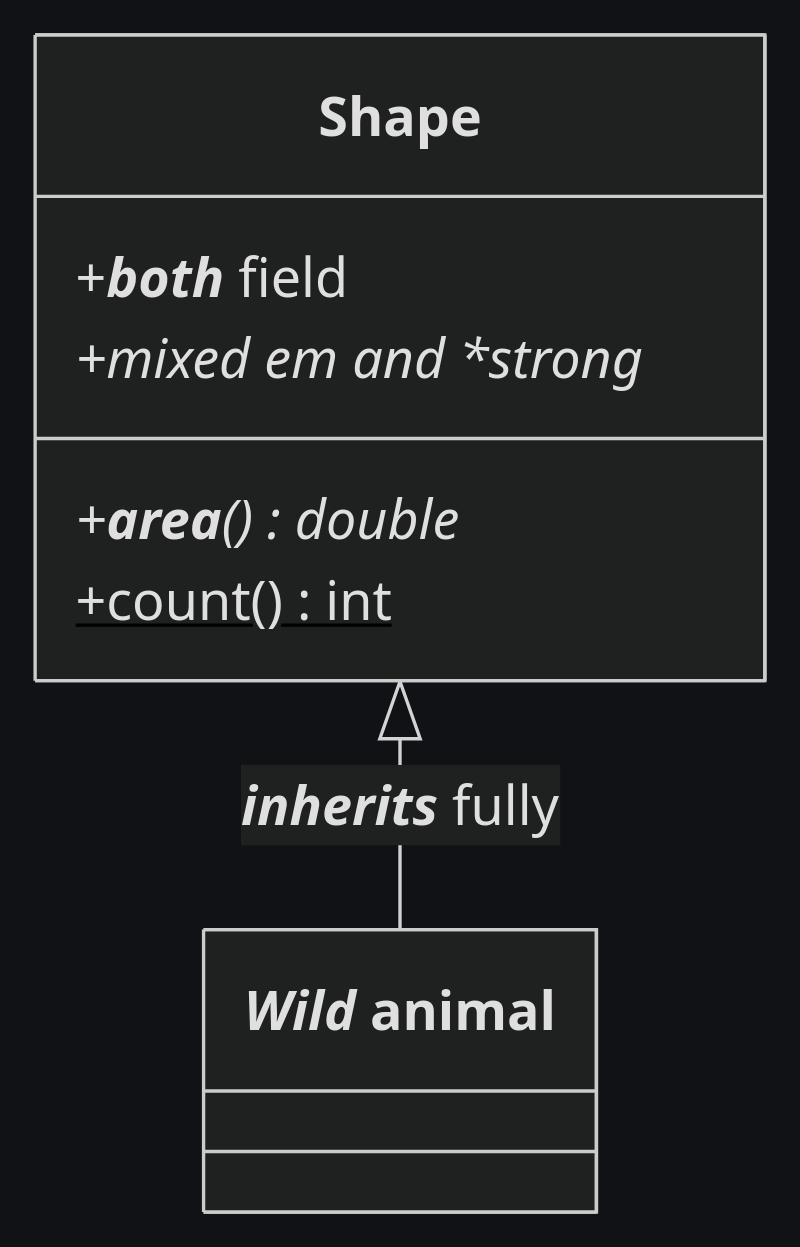 Shape
+both field
+mixed em and *strong
+area() : double
+count() : int
inherits fully
Wild animal